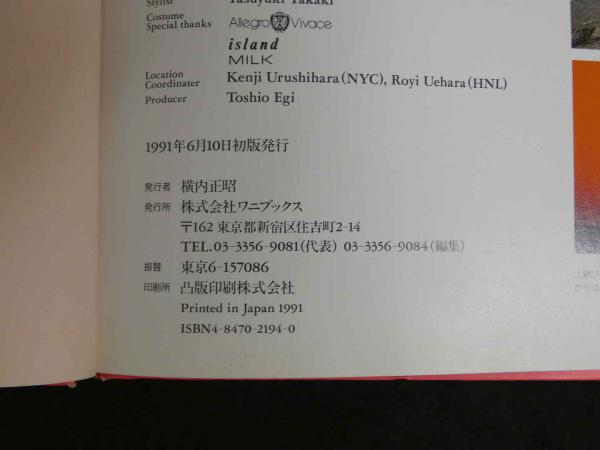 Stylist Yasuyuki Takaki
Costume
Special thanks
Allegro Vivace
island
MILK
Location
Coordinater
Kenji Urushihara(NYC), Royi Uehara(HNL)
Producer Toshio Egi
1991年6月10日初版発行
発行者 横内正昭
発行所 株式会社ワニブックス
〒162 東京都新宿区住吉町2-14
TEL.03-3356-9081(代表) 03-3356-9084(編集)
振替 東京6-157086
印刷所 凸版印刷株式会社
Printed in Japan 1991
ISBN4-8470-2194-0